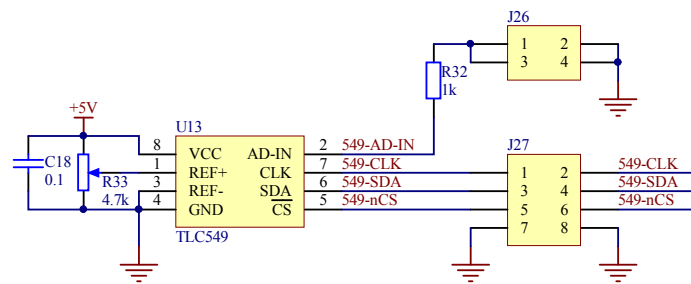 J26
1 2
3 4
R32
1k
+5V
C18
0.1
R33
4.7k
U13
8 VCC AD-IN 2 549-AD-IN
1 REF+ CLK 7 549-CLK
3 REF- SDA 6 549-SDA
4 GND CS 5 549-nCS
TLC549
J27
1 2 549-CLK
3 4 549-SDA
5 6 549-nCS
7 8